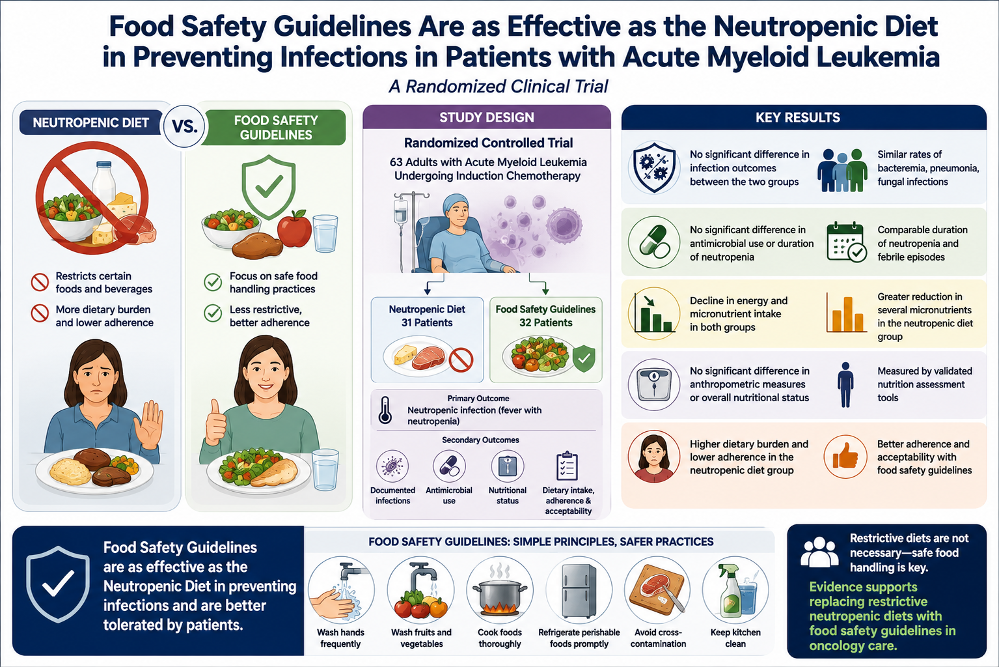 Food Safety Guidelines Are as Effective as the Neutropenic Diet
in Preventing Infections in Patients with Acute Myeloid Leukemia
A Randomized Clinical Trial
NEUTROPENIC DIET
VS.
FOOD SAFETY
GUIDELINES
Restricts certain
foods and beverages
More dietary burden
and lower adherence
Focus on safe food
handling practices
Less restrictive,
better adherence
STUDY DESIGN
Randomized Controlled Trial
63 Adults with Acute Myeloid Leukemia
Undergoing Induction Chemotherapy
Neutropenic Diet
31 Patients
Food Safety Guidelines
32 Patients
Primary Outcome
Neutropenic infection (fever with
neutropenia)
Secondary Outcomes
Documented
infections
Antimicrobial
use
Nutritional
status
Dietary intake,
adherence &
acceptability
KEY RESULTS
No significant difference in
infection outcomes
between the two groups
Similar rates of
bacteremia, pneumonia,
fungal infections
No significant difference in
antimicrobial use or duration
of neutropenia
Comparable duration
of neutropenia and
febrile episodes
Decline in energy and
micronutrient intake
in both groups
Greater reduction in
several micronutrients
in the neutropenic diet
group
No significant difference in
anthropometric measures
or overall nutritional status
Measured by validated
nutrition assessment
tools
Higher dietary burden and
lower adherence in the
neutropenic diet group
Better adherence and
acceptability with
food safety guidelines
Food Safety Guidelines
are as effective as the
Neutropenic Diet in preventing
infections and are better
tolerated by patients.
FOOD SAFETY GUIDELINES: SIMPLE PRINCIPLES, SAFER PRACTICES
Wash hands
frequently
Wash fruits and
vegetables
Cook foods
thoroughly
Refrigerate perishable
foods promptly
Avoid cross-
contamination
Keep kitchen
clean
Restrictive diets are not
necessary—safe food
handling is key.
Evidence supports
replacing restrictive
neutropenic diets with
food safety guidelines in
oncology care.